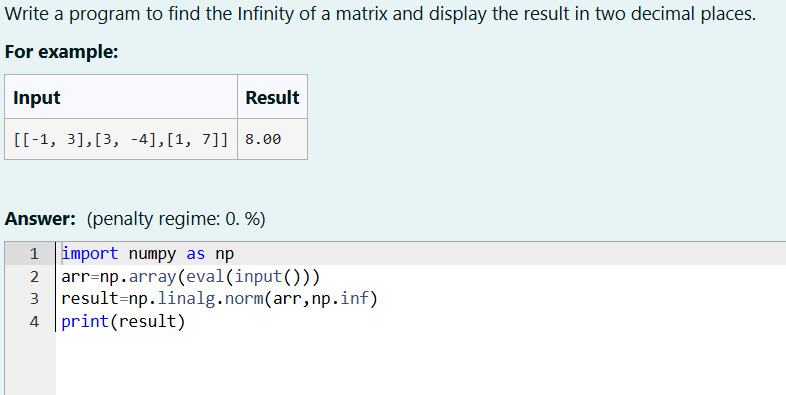 Write a program to find the Infinity of a matrix and display the result in two decimal places.
For example:
Input Result
[[-1, 3],[3, -4],[1, 7]] 8.00
Answer: (penalty regime: 0. %)
1 import numpy as np
2 arr=np.array(eval(input()))
3 result=np.linalg.norm(arr,np.inf)
4 print(result)